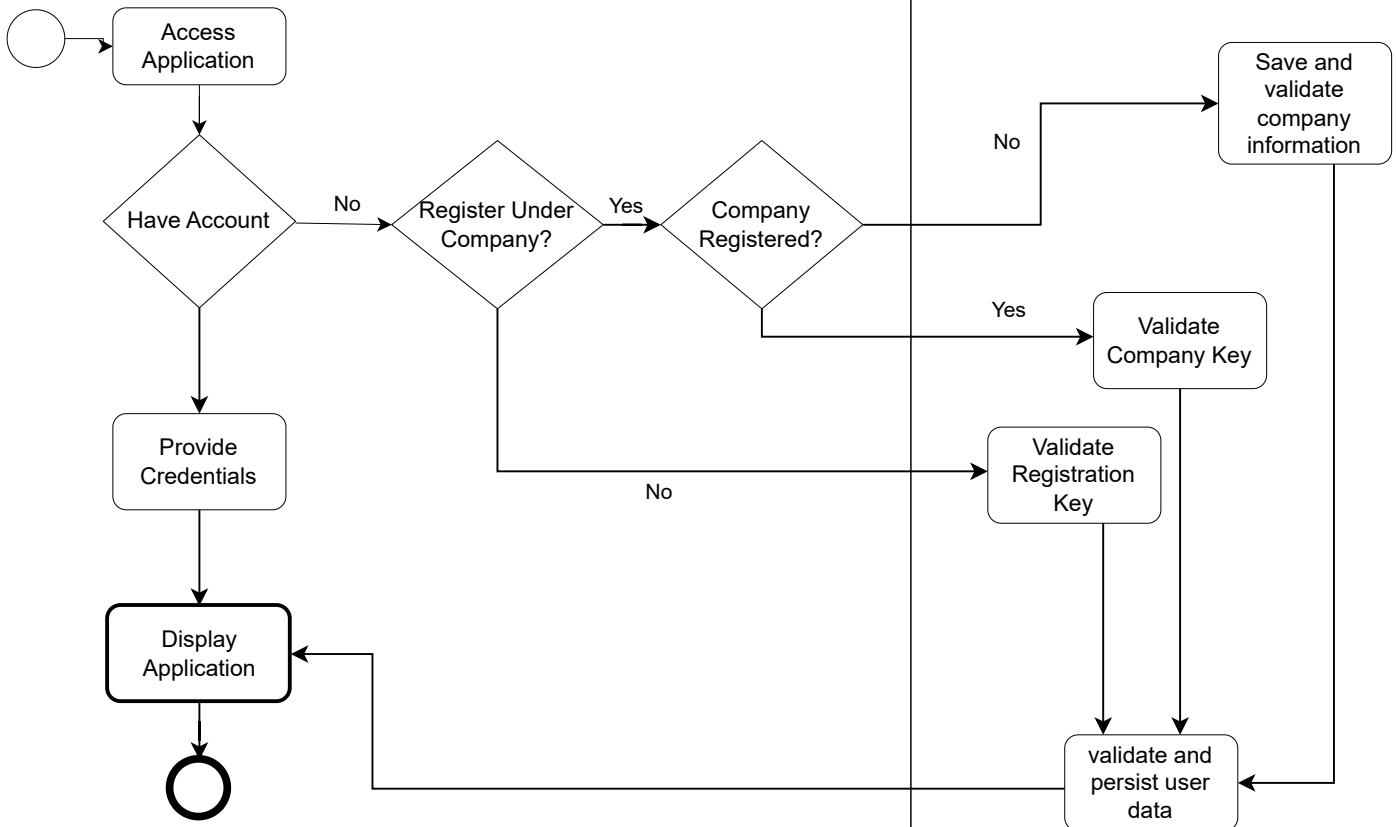 Access
Application
Save and
validate
company
information
No
Have Account
No
Register Under
Company?
Yes
Company
Registered?
Yes
Validate
Company Key
Provide
Credentials
Validate
Registration
Key
No
Display
Application
validate and
persist user
data